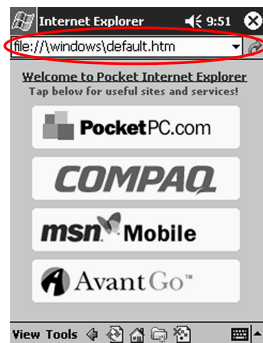 Internet Explorer 9:51
file://\windows\default.htm
Welcome to Pocket Internet Explorer
Tap below for useful sites and services!
PocketPC.com
COMPAQ
msn Mobile
AvantGo™
View Tools